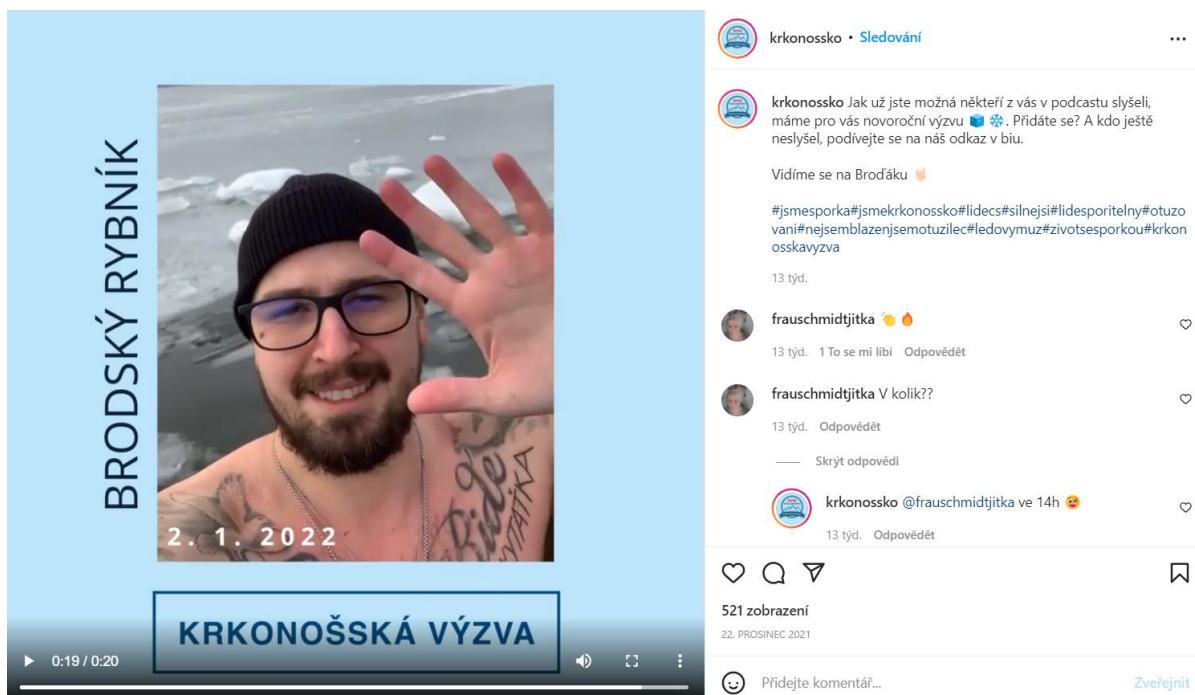 BRODSKÝ RYBNÍK
2. 1. 2022
Ride
KRKONOŠSKÁ VÝZVA
0:19 / 0:20
krkonossko • Sledování
krkonossko Jak už jste možná někteří z vás v podcastu slyšeli,
máme pro vás novoroční výzvu 🧊 ❄️. Přidáte se? A kdo ještě
neslyšel, podívejte se na náš odkaz v biu.
Vidíme se na Broďáku ✌🏻
#jsmesporka#jsmekrkonossko#lidecs#silnejsi#lidesporitelny#otuzo
vani#nejsemblazenjsemotuzilec#ledovymuz#zivotsesporkou#krkon
osskavyzva
13 týd.
frauschmidtjitka 👏 🔥
13 týd. 1 To se mi líbí Odpovědět
frauschmidtjitka V kolik??
13 týd. Odpovědět
Skrýt odpovědi
krkonossko @frauschmidtjitka ve 14h 🥳
13 týd. Odpovědět
521 zobrazení
22. PROSINEC 2021
Přidejte komentář...
Zveřejnit